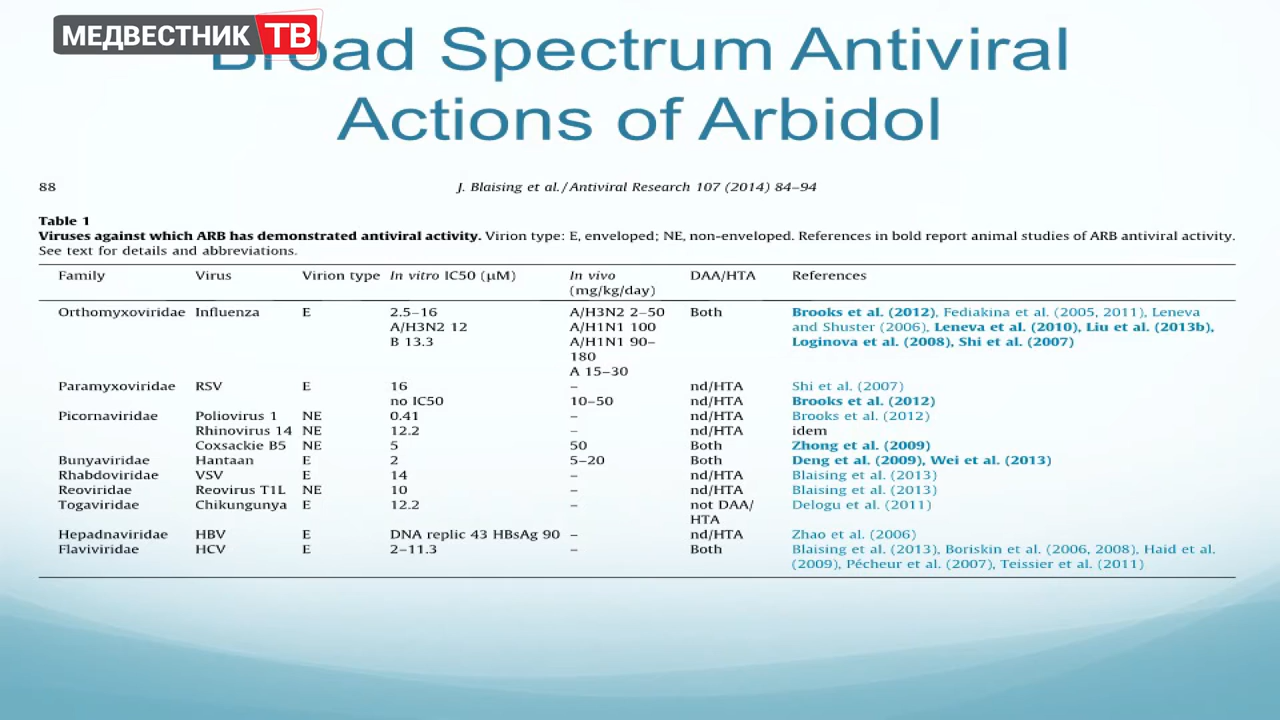 МЕДВЕСТНИК ТВ
Broad Spectrum Antiviral
Actions of Arbidol
88 J. Blaising et al./Antiviral Research 107 (2014) 84–94
Table 1
Viruses against which ARB has demonstrated antiviral activity. Virion type: E, enveloped; NE, non-enveloped. References in bold report animal studies of ARB antiviral activity.
See text for details and abbreviations.
Family Virus Virion type In vitro IC50 (μM) In vivo DAA/HTA References
(mg/kg/day)
Orthomyxoviridae Influenza E 2.5–16 A/H3N2 2–50 Both Brooks et al. (2012), Fediakina et al. (2005, 2011), Leneva
A/H3N2 12 A/H1N1 100 and Shuster (2006), Leneva et al. (2010), Liu et al. (2013b),
B 13.3 A/H1N1 90– Loginova et al. (2008), Shi et al. (2007)
180
A 15–30
Paramyxoviridae RSV E 16 – nd/HTA Shi et al. (2007)
no IC50 10–50 nd/HTA Brooks et al. (2012)
Picornaviridae Poliovirus 1 NE 0.41 – nd/HTA Brooks et al. (2012)
Rhinovirus 14 NE 12.2 – nd/HTA idem
Coxsackie B5 NE 5 50 Both Zhong et al. (2009)
Bunyaviridae Hantaan E 2 5–20 Both Deng et al. (2009), Wei et al. (2013)
Rhabdoviridae VSV E 14 – nd/HTA Blaising et al. (2013)
Reoviridae Reovirus T1L NE 10 – nd/HTA Blaising et al. (2013)
Togaviridae Chikungunya E 12.2 – not DAA/ Delogu et al. (2011)
HTA
Hepadnaviridae HBV E DNA replic 43 HBsAg 90 – nd/HTA Zhao et al. (2006)
Flaviviridae HCV E 2–11.3 – Both Blaising et al. (2013), Boriskin et al. (2006, 2008), Haid et al.
(2009), Pécheur et al. (2007), Teissier et al. (2011)